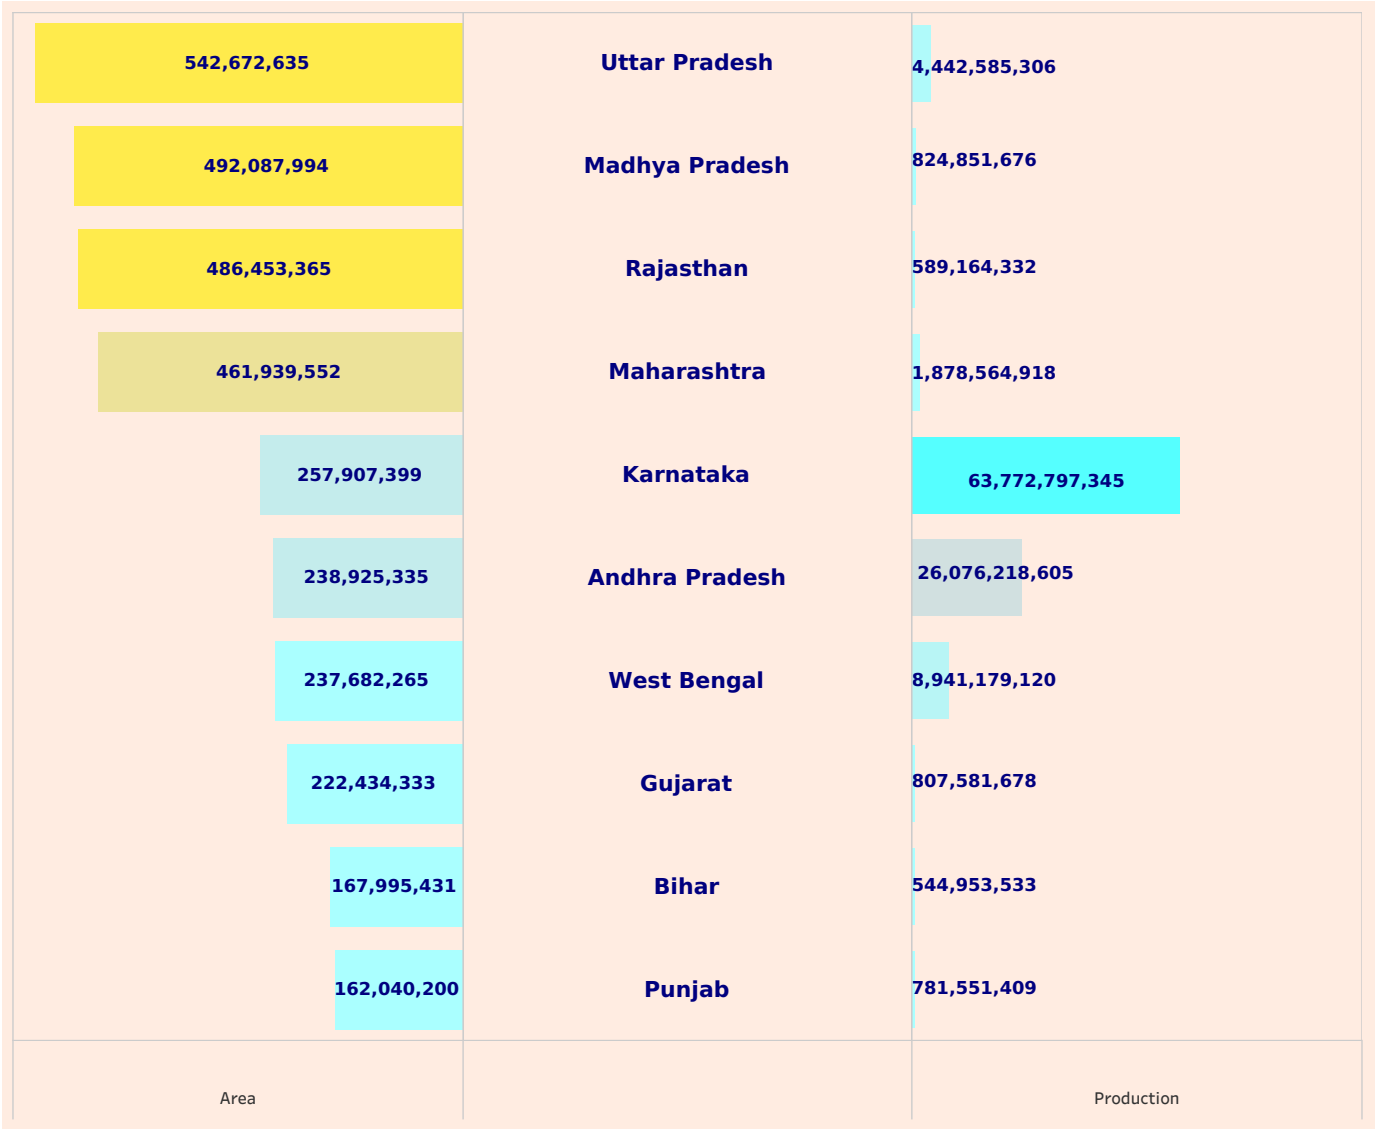 542,672,635 Uttar Pradesh 4,442,585,306
492,087,994 Madhya Pradesh 824,851,676
486,453,365 Rajasthan 589,164,332
461,939,552 Maharashtra 1,878,564,918
257,907,399 Karnataka 63,772,797,345
238,925,335 Andhra Pradesh 26,076,218,605
237,682,265 West Bengal 8,941,179,120
222,434,333 Gujarat 807,581,678
167,995,431 Bihar 544,953,533
162,040,200 Punjab 781,551,409
Area Production